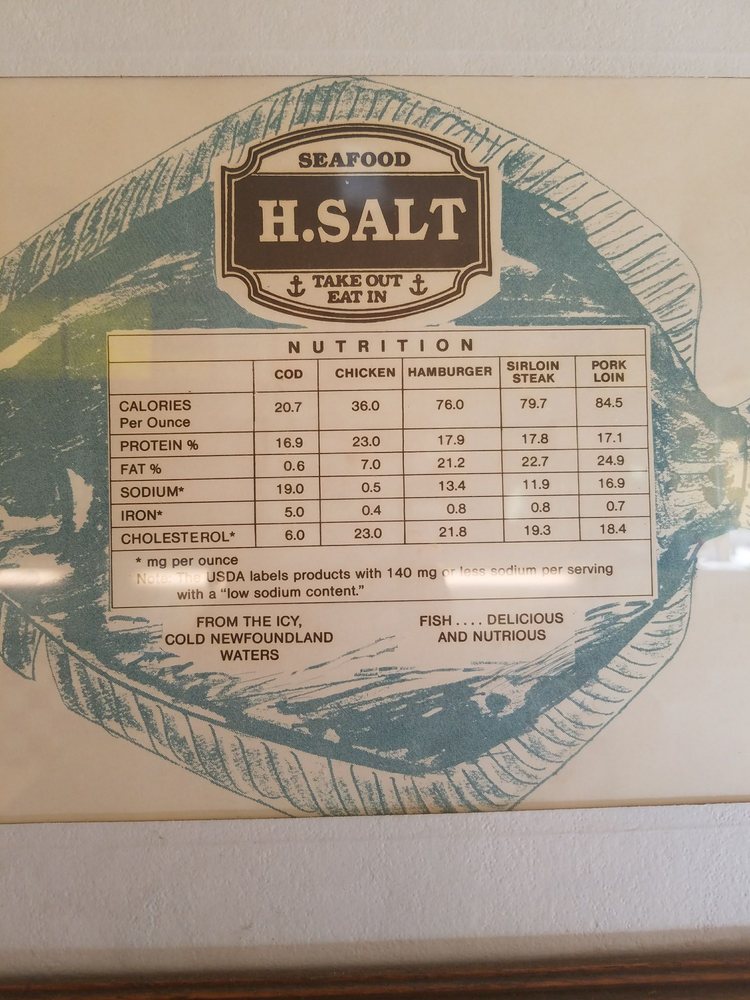 SEAFOOD
H.SALT
TAKE OUT
EAT IN
NUTRITION
COD CHICKEN HAMBURGER SIRLOIN STEAK PORK LOIN
CALORIES Per Ounce 20.7 36.0 76.0 79.7 84.5
PROTEIN % 16.9 23.0 17.9 17.8 17.1
FAT % 0.6 7.0 21.2 22.7 24.9
SODIUM* 19.0 0.5 13.4 11.9 16.9
IRON* 5.0 0.4 0.8 0.8 0.7
CHOLESTEROL* 6.0 23.0 21.8 19.3 18.4
* mg per ounce
* Note: The USDA labels products with 140 mg or less sodium per serving
with a “low sodium content.”
FROM THE ICY,
COLD NEWFOUNDLAND
WATERS
FISH .... DELICIOUS
AND NUTRIOUS